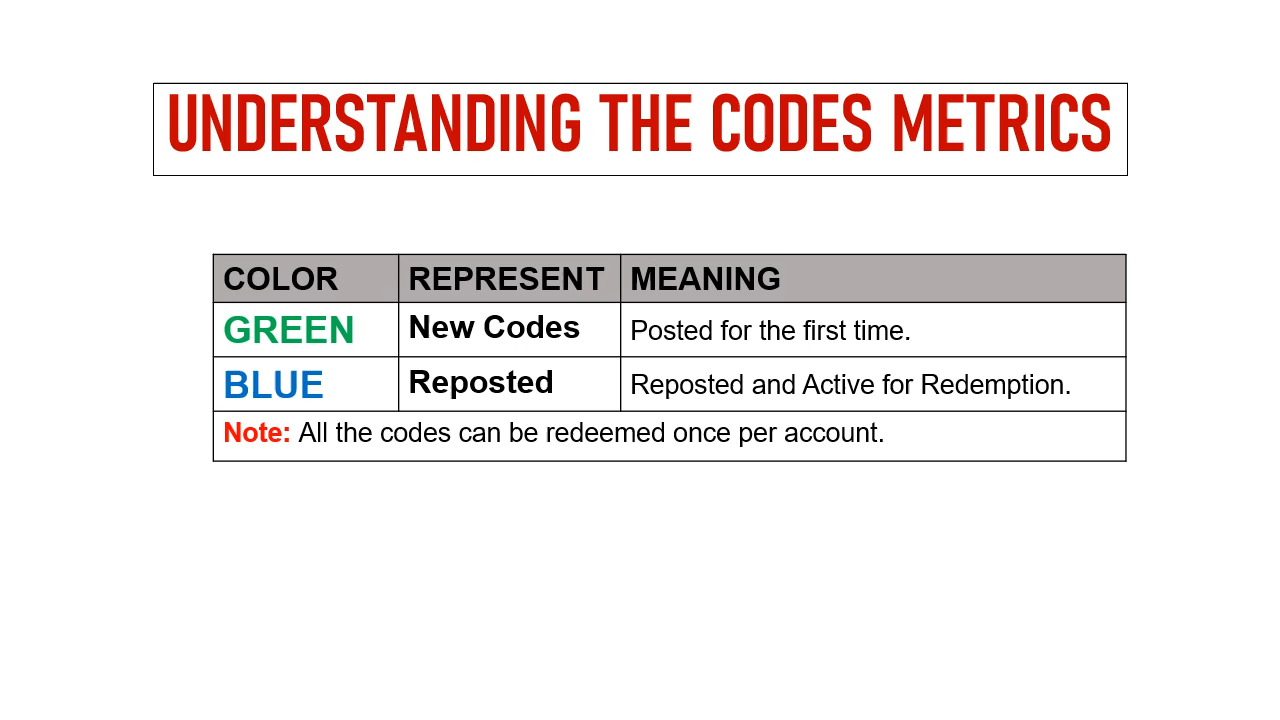 UNDERSTANDING THE CODES METRICS
COLOR REPRESENT MEANING
GREEN New Codes Posted for the first time.
BLUE Reposted Reposted and Active for Redemption.
Note: All the codes can be redeemed once per account.